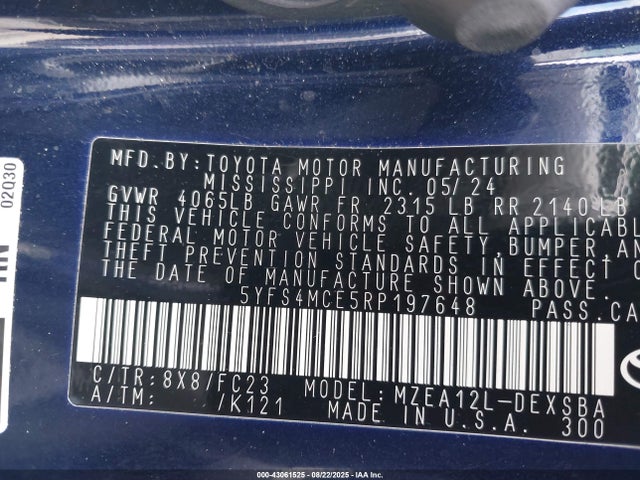 MFD.BY:TOYOTA MOTOR MANUFACTURING
MISSISSIPPI INC. 05/24
GVWR 4065LB GAWR FR 2315 LB RR 2140 LB
THIS VEHICLE CONFORMS TO ALL APPLICABL
FEDERAL MOTOR VEHICLE SAFETY, BUMPER, AN
THEFT PREVENTION STANDARDS IN EFFECT
THE DATE OF MANUFACTURE SHOWN ABOVE.
5YFS4MCE5RP197648 PASS.CA
C/TR:8X8/FC23 MODEL:MZEA12L-DEXSBA
A/TM: /K121 MADE IN U.S.A. 300
02Q30
000-43061525 - 08/22/2025 - IAA Inc.